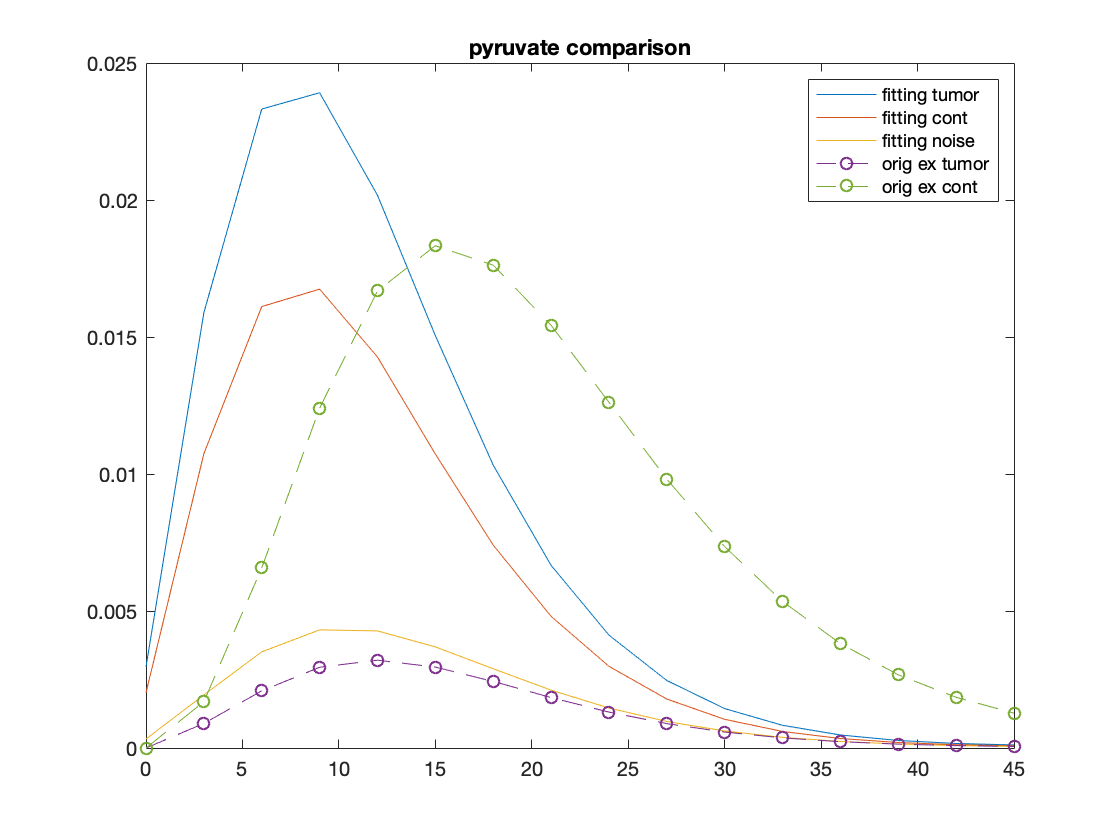 pyruvate comparison
0.025
0.02
0.015
0.01
0.005
0
0 5 10 15 20 25 30 35 40 45
fitting tumor
fitting cont
fitting noise
orig ex tumor
orig ex cont